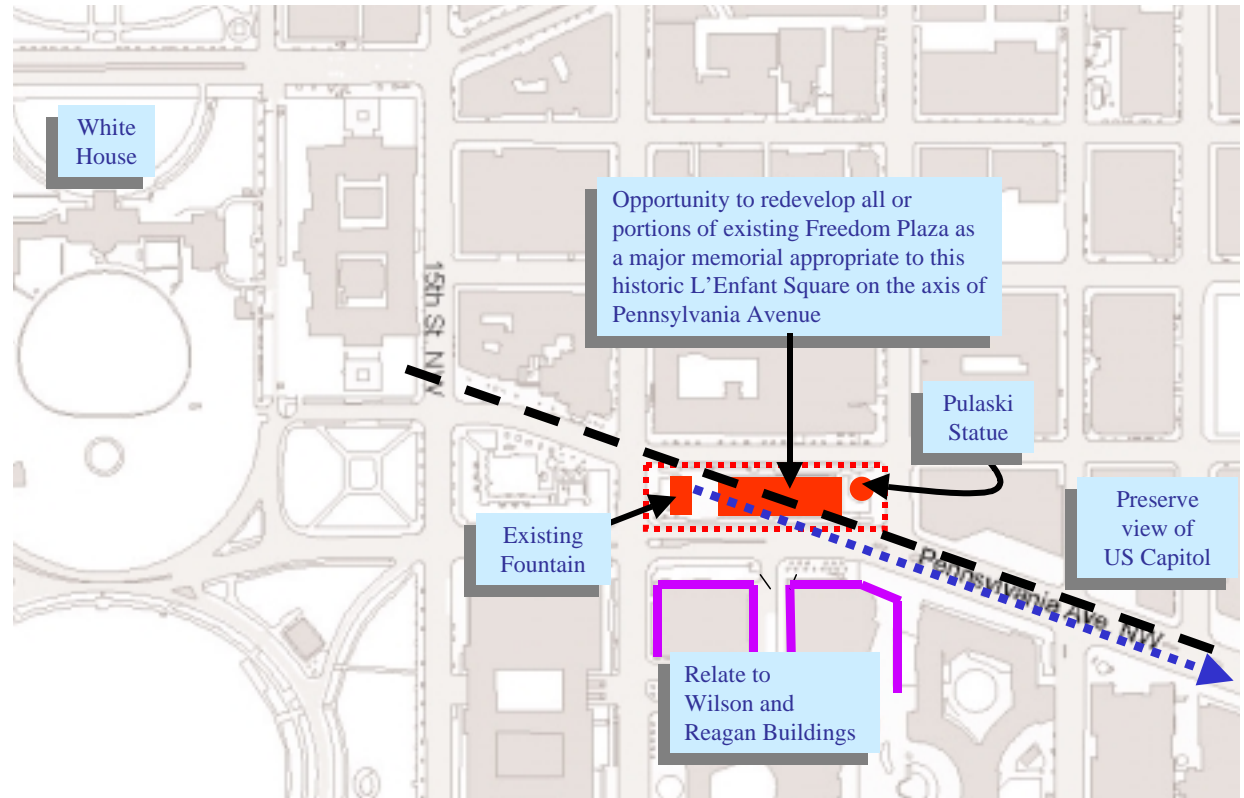 White
House
Opportunity to redevelop all or
portions of existing Freedom Plaza as
a major memorial appropriate to this
historic L'Enfant Square on the axis of
Pennsylvania Avenue
15th St. NW
Pulaski
Statue
Existing
Fountain
Preserve
view of
US Capitol
Pennsylvania Ave. NW
Relate to
Wilson and
Reagan Buildings